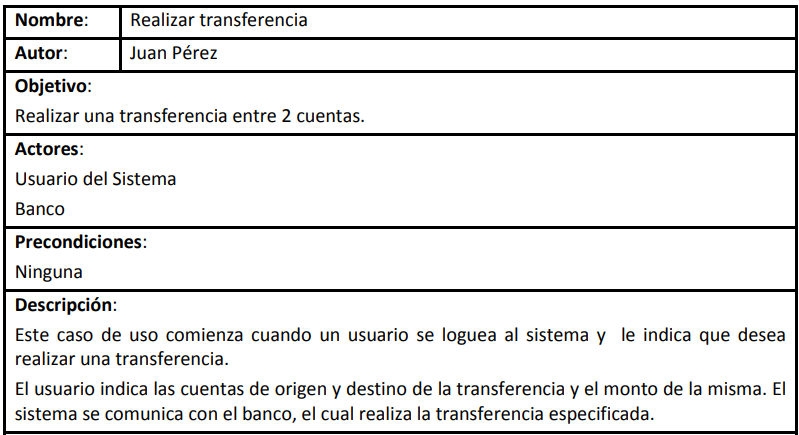 Nombre: Realizar transferencia
Autor: Juan Pérez
Objetivo:
Realizar una transferencia entre 2 cuentas.
Actores:
Usuario del Sistema
Banco
Precondiciones:
Ninguna
Descripción:
Este caso de uso comienza cuando un usuario se loguea al sistema y le indica que desea
realizar una transferencia.
El usuario indica las cuentas de origen y destino de la transferencia y el monto de la misma. El
sistema se comunica con el banco, el cual realiza la transferencia especificada.